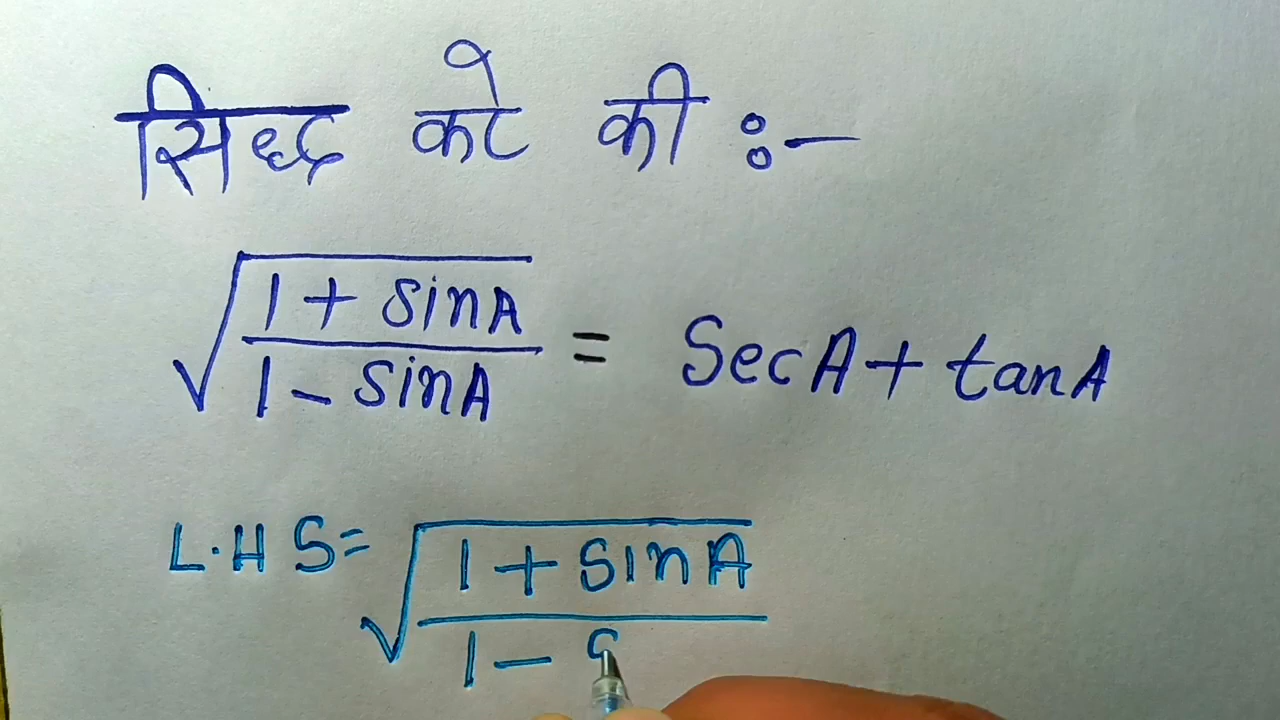 सिध्द करे की :-
√(1 + sinA / 1 - sinA) = SecA + tanA
L.H S = √(1 + SinA / 1 - S